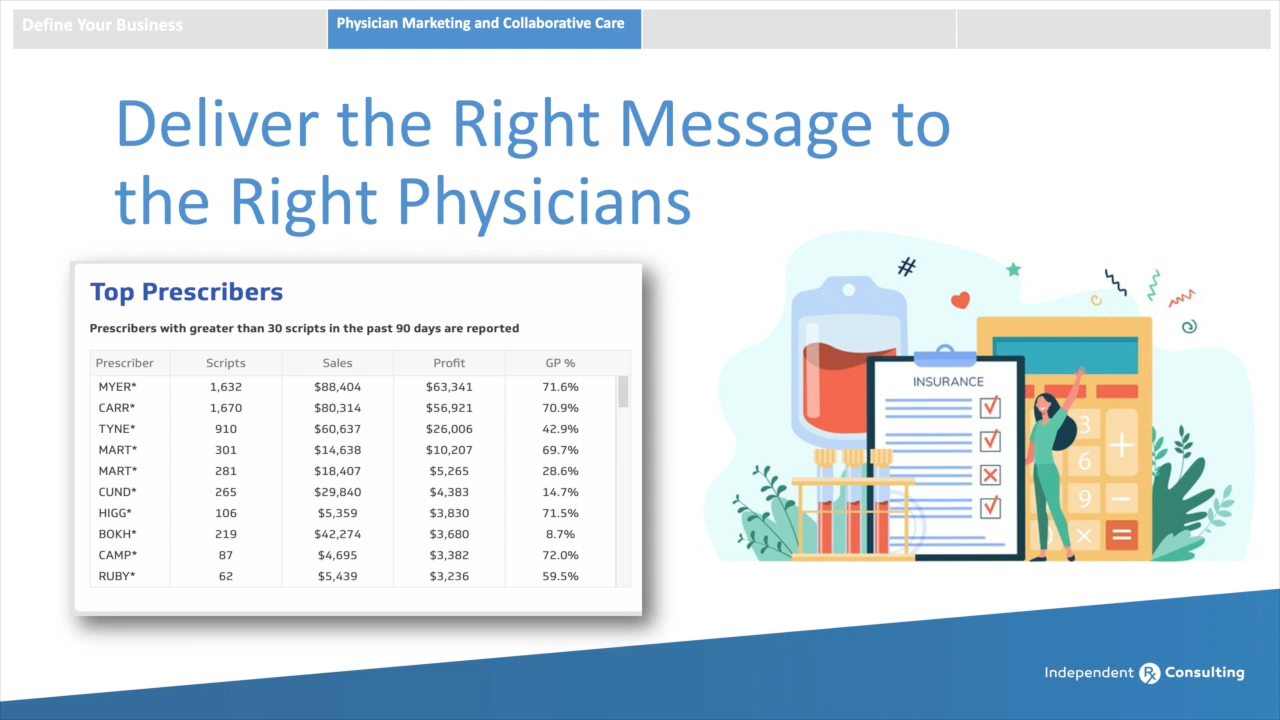 Define Your Business
Physician Marketing and Collaborative Care
Deliver the Right Message to
the Right Physicians
Top Prescribers
Prescribers with greater than 30 scripts in the past 90 days are reported
Prescriber Scripts Sales Profit GP %
MYER* 1,632 $88,404 $63,341 71.6%
CARR* 1,670 $80,314 $56,921 70.9%
TYNE* 910 $60,637 $26,006 42.9%
MART* 301 $14,638 $10,207 69.7%
MART* 281 $18,407 $5,265 28.6%
CUND* 265 $29,840 $4,383 14.7%
HIGG* 106 $5,359 $3,830 71.5%
BOKH* 219 $42,274 $3,680 8.7%
CAMP* 87 $4,695 $3,382 72.0%
RUBY* 62 $5,439 $3,236 59.5%
#
INSURANCE
3
+
6
9 −
0 × =
Independent Rx Consulting